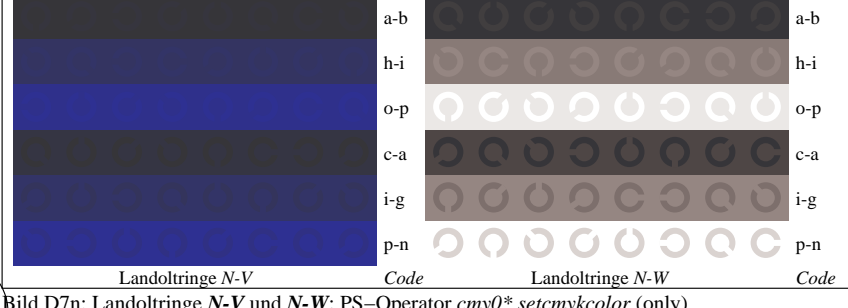 a-b a-b
h-i h-i
o-p o-p
c-a c-a
i-g i-g
p-n p-n
Landoltringe N-V Code Landoltringe N-W Code
Bild D7n: Landoltringe N-V und N-W; PS−Operator cmy0* setcmykcolor (only)